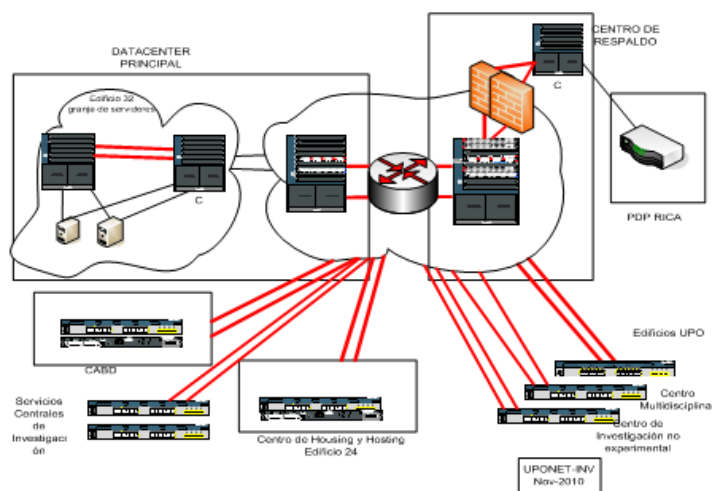 DATACENTER
PRINCIPAL
CENTRO DE
RESPALDO
Edificio 32
granja de servidores
C
C
PDP RICA
CABD
Servicios
Centrales
de
Investigaci
ón
Centro de Housing y Hosting
Edificio 24
Edificios UPO
Centro
Multidisciplina
Centro de
Investigación no
experimental
UPONET-INV
Nov-2010